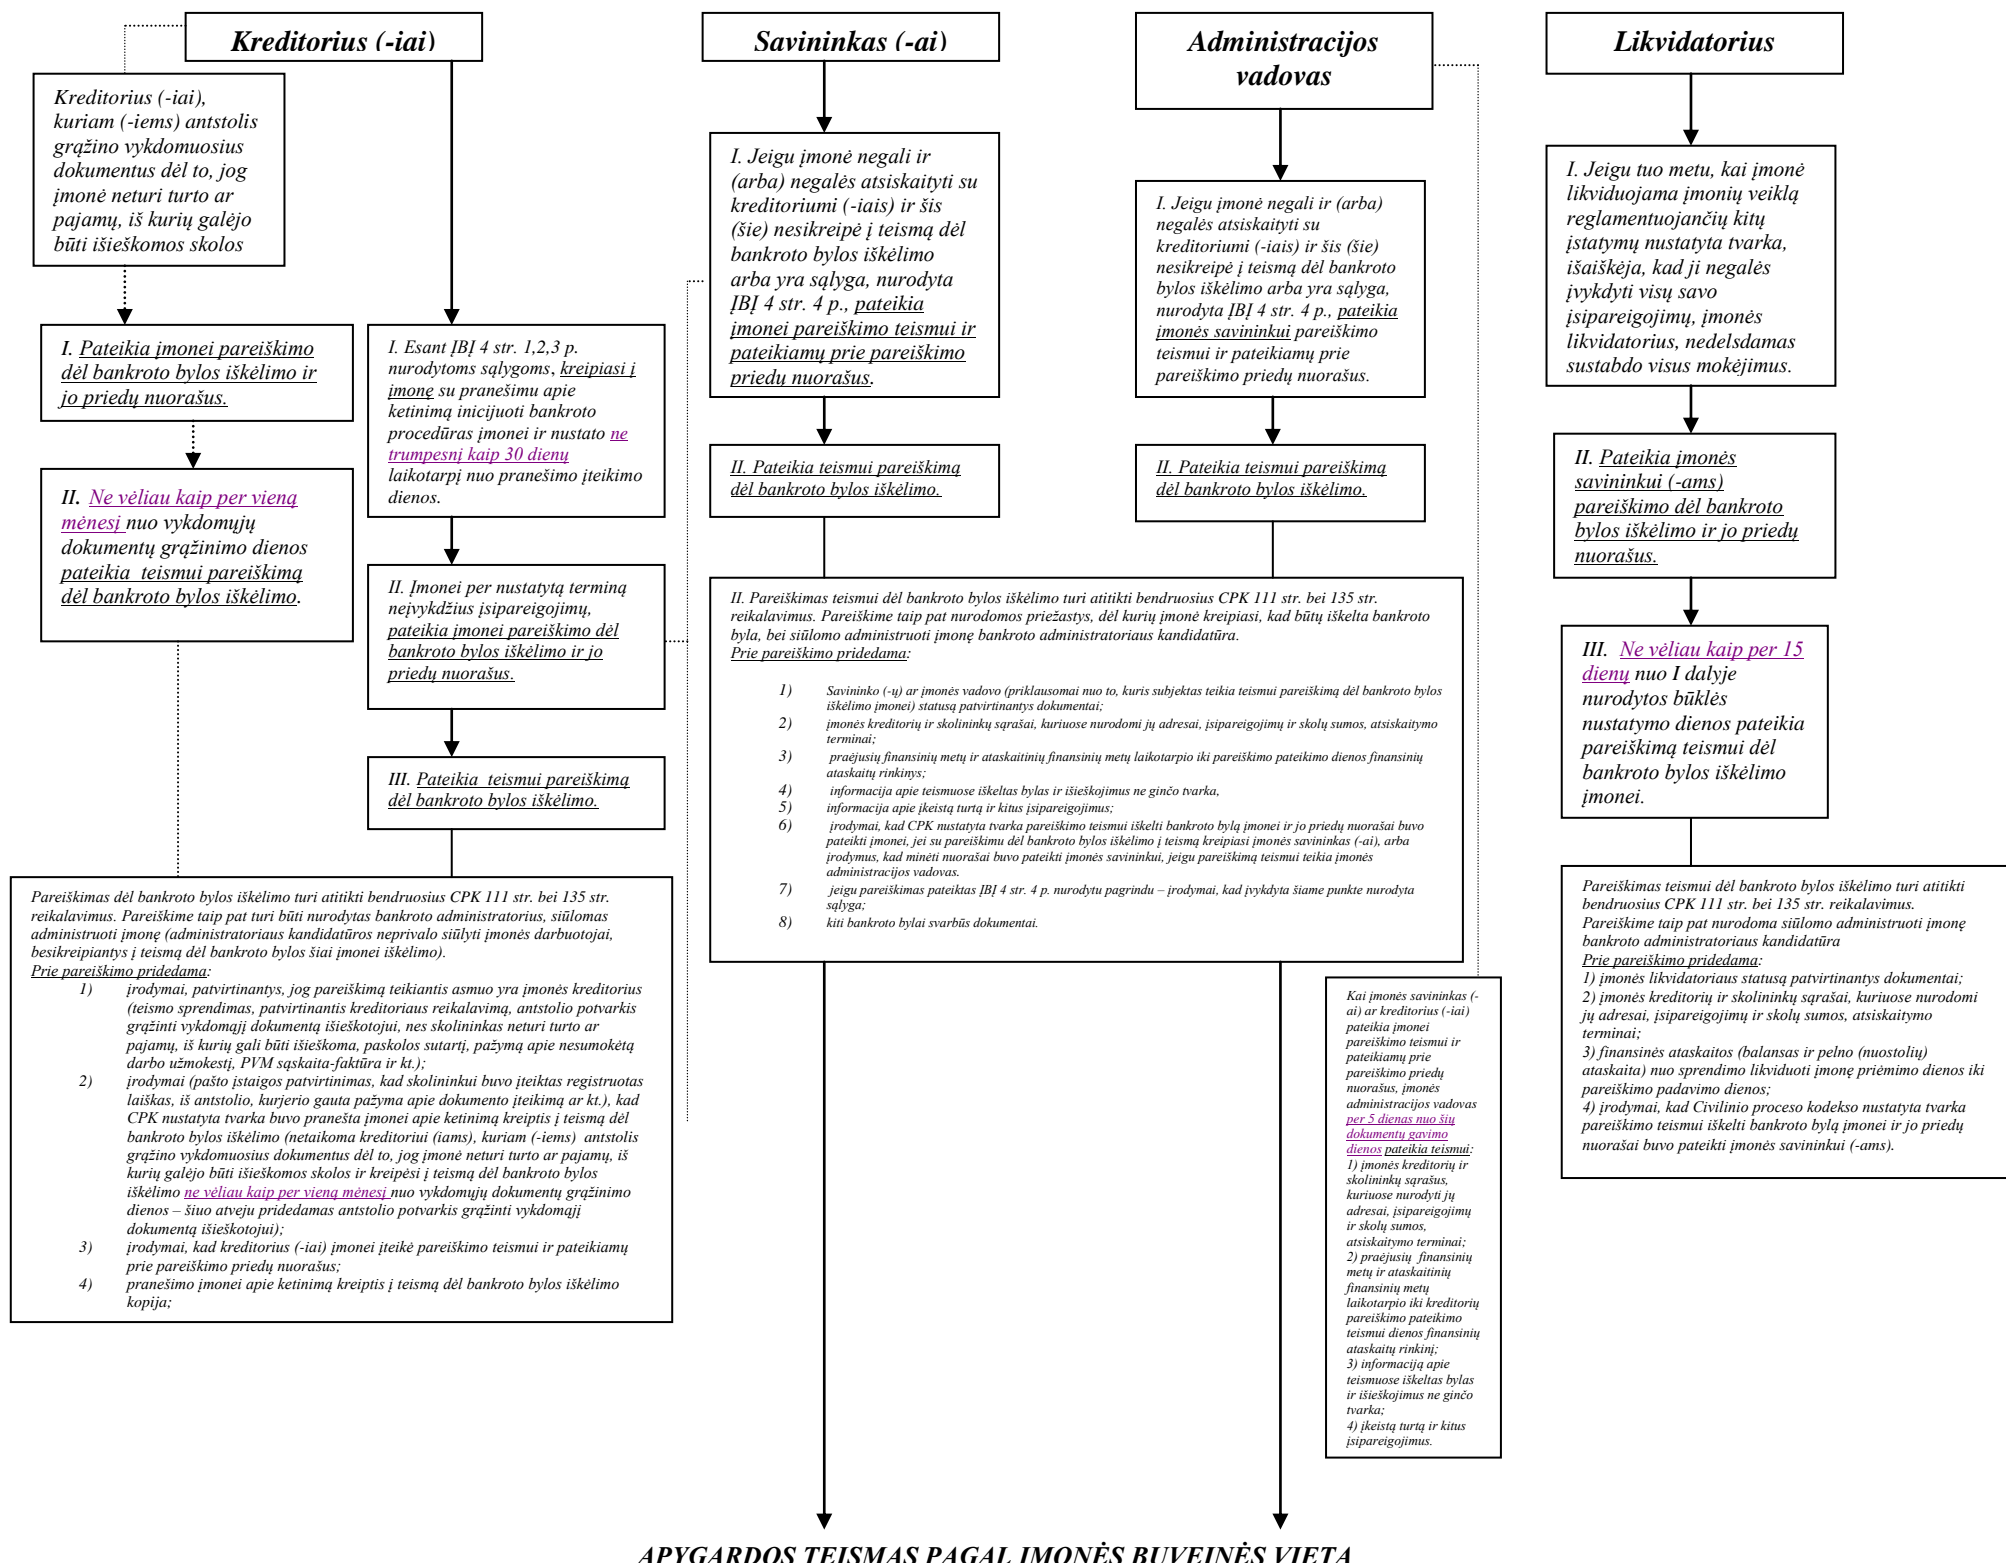 Kreditorius (-iai)
Savininkas (-ai)
Administracijos
vadovas
Likvidatorius
Kreditorius (-iai),
kuriam (-iems) antstolis
grąžino vykdomuosius
dokumentus dėl to, jog
įmonė neturi turto ar
pajamų, iš kurių galėjo
būti išieškomos skolos
I. Pateikia įmonei pareiškimo
dėl bankroto bylos iškėlimo ir
jo priedų nuorašus.
II. Ne vėliau kaip per vieną
mėnesį nuo vykdomųjų
dokumentų grąžinimo dienos
pateikia teismui pareiškimą
dėl bankroto bylos iškėlimo.
I. Esant ĮBĮ 4 str. 1,2,3 p.
nurodytoms sąlygoms, kreipiasi į
įmonę su pranešimu apie
ketinimą inicijuoti bankroto
procedūras įmonei ir nustato ne
trumpesnį kaip 30 dienų
laikotarpį nuo pranešimo įteikimo
dienos.
II. Įmonei per nustatytą terminą
neįvykdžius įsipareigojimų,
pateikia įmonei pareiškimo dėl
bankroto bylos iškėlimo ir jo
priedų nuorašus.
III. Pateikia teismui pareiškimą
dėl bankroto bylos iškėlimo.
Pareiškimas dėl bankroto bylos iškėlimo turi atitikti bendruosius CPK 111 str. bei 135 str.
reikalavimus. Pareiškime taip pat turi būti nurodytas bankroto administratorius, siūlomas
administruoti įmonę (administratoriaus kandidatūros neprivalo siūlyti įmonės darbuotojai,
besikreipiantys į teismą dėl bankroto bylos šiai įmonei iškėlimo).
Prie pareiškimo pridedama:
1) įrodymai, patvirtinantys, jog pareiškimą teikiantis asmuo yra įmonės kreditorius
(teismo sprendimas, patvirtinantis kreditoriaus reikalavimą, antstolio potvarkis
grąžinti vykdomąjį dokumentą išieškotojui, nes skolininkas neturi turto ar
pajamų, iš kurių gali būti išieškoma, paskolos sutartį, pažymą apie nesumokėtą
darbo užmokestį, PVM sąskaita-faktūra ir kt.);
2) įrodymai (pašto įstaigos patvirtinimas, kad skolininkui buvo įteiktas registruotas
laiškas, iš antstolio, kurjerio gauta pažyma apie dokumento įteikimą ar kt.), kad
CPK nustatyta tvarka buvo pranešta įmonei apie ketinimą kreiptis į teismą dėl
bankroto bylos iškėlimo (netaikoma kreditoriui (iams), kuriam (-iems) antstolis
grąžino vykdomuosius dokumentus dėl to, jog įmonė neturi turto ar pajamų, iš
kurių galėjo būti išieškomos skolos ir kreipėsi į teismą dėl bankroto bylos
iškėlimo ne vėliau kaip per vieną mėnesį nuo vykdomųjų dokumentų grąžinimo
dienos – šiuo atveju pridedamas antstolio potvarkis grąžinti vykdomąjį
dokumentą išieškotojui);
3) įrodymai, kad kreditorius (-iai) įmonei įteikė pareiškimo teismui ir pateikiamų
prie pareiškimo priedų nuorašus;
4) pranešimo įmonei apie ketinimą kreiptis į teismą dėl bankroto bylos iškėlimo
kopija;
I. Jeigu įmonė negali ir
(arba) negalės atsiskaityti su
kreditoriumi (-iais) ir šis
(šie) nesikreipė į teismą dėl
bankroto bylos iškėlimo
arba yra sąlyga, nurodyta
ĮBĮ 4 str. 4 p., pateikia
įmonei pareiškimo teismui ir
pateikiamų prie pareiškimo
priedų nuorašus.
II. Pateikia teismui pareiškimą
dėl bankroto bylos iškėlimo.
I. Jeigu įmonė negali ir (arba)
negalės atsiskaityti su
kreditoriumi (-iais) ir šis (šie)
nesikreipė į teismą dėl bankroto
bylos iškėlimo arba yra sąlyga,
nurodyta ĮBĮ 4 str. 4 p., pateikia
įmonės savininkui pareiškimo
teismui ir pateikiamų prie
pareiškimo priedų nuorašus.
II. Pateikia teismui pareiškimą
dėl bankroto bylos iškėlimo.
II. Pareiškimas teismui dėl bankroto bylos iškėlimo turi atitikti bendruosius CPK 111 str. bei 135 str.
reikalavimus. Pareiškime taip pat nurodomos priežastys, dėl kurių įmonė kreipiasi, kad būtų iškelta bankroto
byla, bei siūlomo administruoti įmonę bankroto administratoriaus kandidatūra.
Prie pareiškimo pridedama:
1) Savininko (-ų) ar įmonės vadovo (priklausomai nuo to, kuris subjektas teikia teismui pareiškimą dėl bankroto bylos
iškėlimo įmonei) statusą patvirtinantys dokumentai;
2) įmonės kreditorių ir skolininkų sąrašai, kuriuose nurodomi jų adresai, įsipareigojimų ir skolų sumos, atsiskaitymo
terminai;
3) praėjusių finansinių metų ir ataskaitinių finansinių metų laikotarpio iki pareiškimo pateikimo dienos finansinių
ataskaitų rinkinys;
4) informacija apie teismuose iškeltas bylas ir išieškojimus ne ginčo tvarka,
5) informacija apie įkeistą turtą ir kitus įsipareigojimus;
6) įrodymai, kad CPK nustatyta tvarka pareiškimo teismui iškelti bankroto bylą įmonei ir jo priedų nuorašai buvo
pateikti įmonei, jei su pareiškimu dėl bankroto bylos iškėlimo į teismą kreipiasi įmonės savininkas (-ai), arba
įrodymus, kad minėti nuorašai buvo pateikti įmonės savininkui, jeigu pareiškimą teismui teikia įmonės
administracijos vadovas.
7) jeigu pareiškimas pateiktas ĮBĮ 4 str. 4 p. nurodytu pagrindu – įrodymai, kad įvykdyta šiame punkte nurodyta
sąlyga;
8) kiti bankroto bylai svarbūs dokumentai.
Kai įmonės savininkas (-
ai) ar kreditorius (-iai)
pateikia įmonei
pareiškimo teismui ir
pateikiamų prie
pareiškimo priedų
nuorašus, įmonės
administracijos vadovas
per 5 dienas nuo šių
dokumentų gavimo
dienos pateikia teismui:
1) įmonės kreditorių ir
skolininkų sąrašus,
kuriuose nurodyti jų
adresai, įsipareigojimų
ir skolų sumos,
atsiskaitymo terminai;
2) praėjusių finansinių
metų ir ataskaitinių
finansinių metų
laikotarpio iki kreditorių
pareiškimo pateikimo
teismui dienos finansinių
ataskaitų rinkinį;
3) informaciją apie
teismuose iškeltas bylas
ir išieškojimus ne ginčo
tvarka;
4) įkeistą turtą ir kitus
įsipareigojimus.
I. Jeigu tuo metu, kai įmonė
likviduojama įmonių veiklą
reglamentuojančių kitų
įstatymų nustatyta tvarka,
išaiškėja, kad ji negalės
įvykdyti visų savo
įsipareigojimų, įmonės
likvidatorius, nedelsdamas
sustabdo visus mokėjimus.
II. Pateikia įmonės
savininkui (-ams)
pareiškimo dėl bankroto
bylos iškėlimo ir jo priedų
nuorašus.
III. Ne vėliau kaip per 15
dienų nuo I dalyje
nurodytos būklės
nustatymo dienos pateikia
pareiškimą teismui dėl
bankroto bylos iškėlimo
įmonei.
Pareiškimas teismui dėl bankroto bylos iškėlimo turi atitikti
bendruosius CPK 111 str. bei 135 str. reikalavimus.
Pareiškime taip pat nurodoma siūlomo administruoti įmonę
bankroto administratoriaus kandidatūra
Prie pareiškimo pridedama:
1) įmonės likvidatoriaus statusą patvirtinantys dokumentai;
2) įmonės kreditorių ir skolininkų sąrašai, kuriuose nurodomi
jų adresai, įsipareigojimų ir skolų sumos, atsiskaitymo
terminai;
3) finansinės ataskaitos (balansas ir pelno (nuostolių)
ataskaita) nuo sprendimo likviduoti įmonę priėmimo dienos iki
pareiškimo padavimo dienos;
4) įrodymai, kad Civilinio proceso kodekso nustatyta tvarka
pareiškimo teismui iškelti bankroto bylą įmonei ir jo priedų
nuorašai buvo pateikti įmonės savininkui (-ams).
APYGARDOS TEISMAS PAGAL ĮMONĖS BUVEINĖS VIETĄ